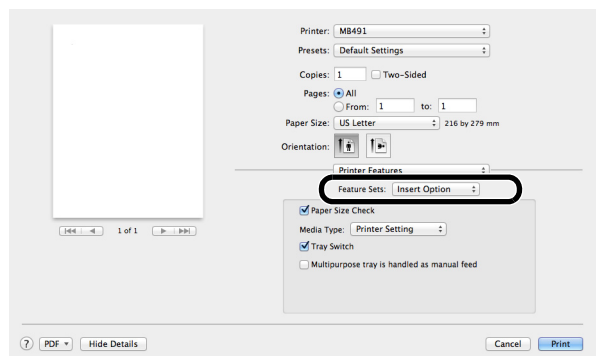 Printer: MB491
Presets: Default Settings
Copies: 1 Two-Sided
Pages: All
From: 1 to: 1
Paper Size: US Letter 216 by 279 mm
Orientation:
Printer Features
Feature Sets: Insert Option
Paper Size Check
Media Type: Printer Setting
Tray Switch
Multipurpose tray is handled as manual feed
1 of 1
? PDF Hide Details Cancel Print